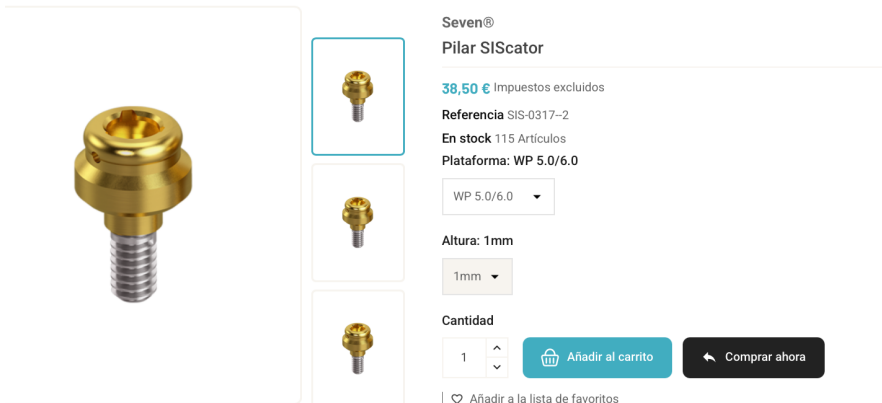 Seven®
Pilar SIScator
38,50 € Impuestos excluidos
Referencia SIS-0317--2
En stock 115 Artículos
Plataforma: WP 5.0/6.0
WP 5.0/6.0
Altura: 1mm
1mm
Cantidad
1
Añadir al carrito
Comprar ahora
Añadir a la lista de favoritos